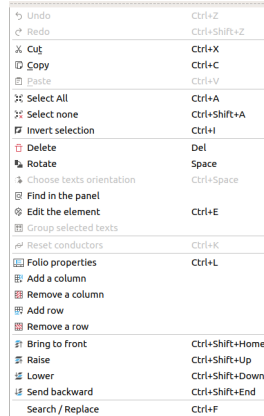 Undo Ctrl+Z
Redo Ctrl+Shift+Z
Cut Ctrl+X
Copy Ctrl+C
Paste Ctrl+V
Select All Ctrl+A
Select none Ctrl+Shift+A
Invert selection Ctrl+I
Delete Del
Rotate Space
Choose texts orientation Ctrl+Space
Find in the panel
Edit the element Ctrl+E
Group selected texts
Reset conductors Ctrl+K
Folio properties Ctrl+L
Add a column
Remove a column
Add row
Remove a row
Bring to front Ctrl+Shift+Home
Raise Ctrl+Shift+Up
Lower Ctrl+Shift+Down
Send backward Ctrl+Shift+End
Search / Replace Ctrl+F